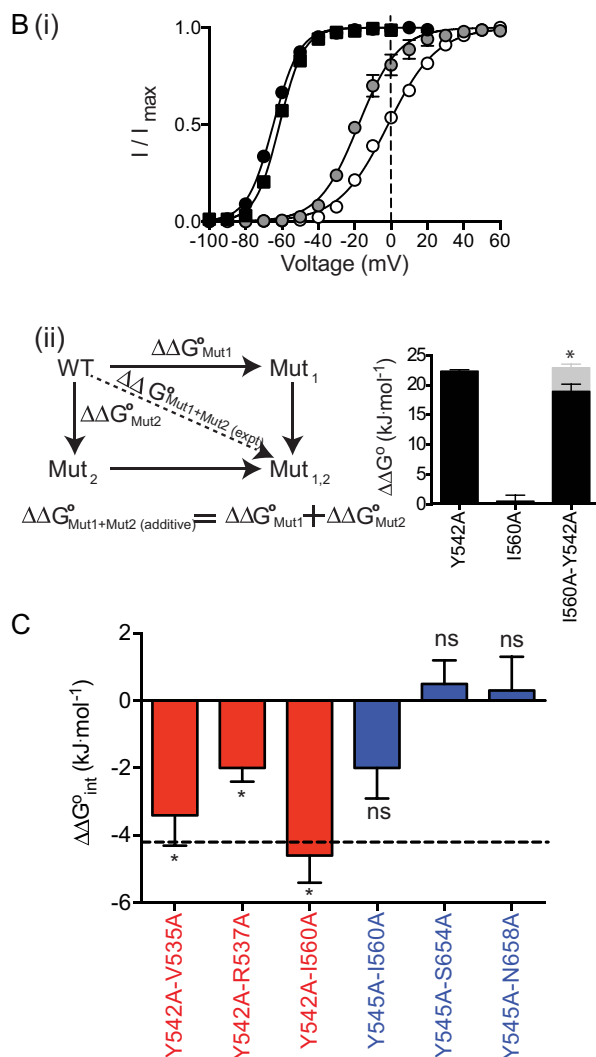 B (i)
I / I max
1.0
0.5
0.0
-100 -80 -60 -40 -20 0 20 40 60
Voltage (mV)
(ii)
WT
ΔΔG°Mut1
Mut1
ΔΔG°Mut1+Mut2 (expt)
ΔΔG°Mut2
Mut2
Mut1,2
ΔΔG°Mut1+Mut2 (additive) = ΔΔG°Mut1 + ΔΔG°Mut2
ΔΔG° (kJ·mol-1)
25
20
15
10
5
0
*
Y542A
I560A
I560A-Y542A
C
ΔΔG°int (kJ·mol-1)
2
0
-2
-4
-6
*
*
*
ns
ns
ns
Y542A-V535A
Y542A-R537A
Y542A-I560A
Y545A-I560A
Y545A-S654A
Y545A-N658A